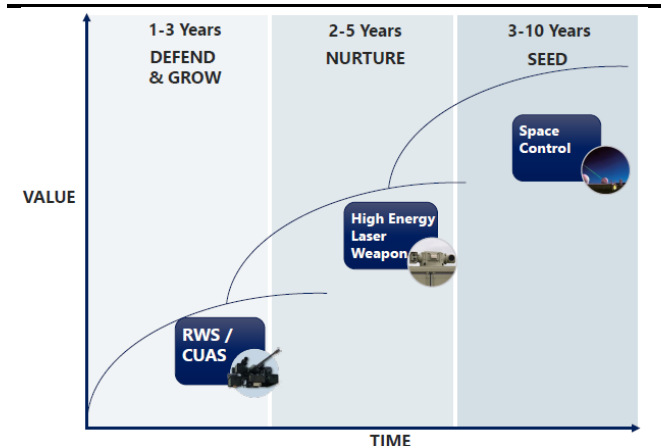 1-3 Years
DEFEND
& GROW
2-5 Years
NURTURE
3-10 Years
SEED
VALUE
Space
Control
High Energy
Laser
Weapon
RWS /
CUAS
TIME